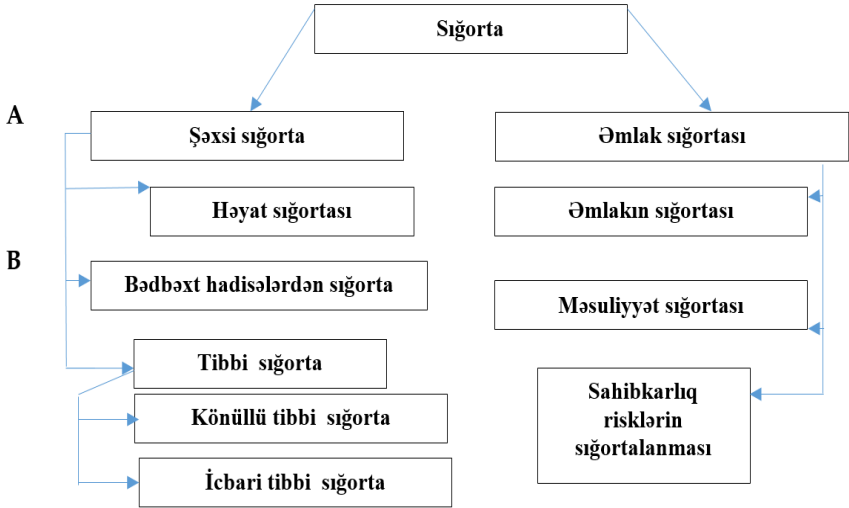 Sığorta
A
Şəxsi sığorta
Əmlak sığortası
Həyat sığortası
Əmlakın sığortası
B
Bədbəxt hadisələrdən sığorta
Məsuliyyət sığortası
Tibbi sığorta
Könüllü tibbi sığorta
İcbari tibbi sığorta
Sahibkarlıq
risklərin
sığortalanması